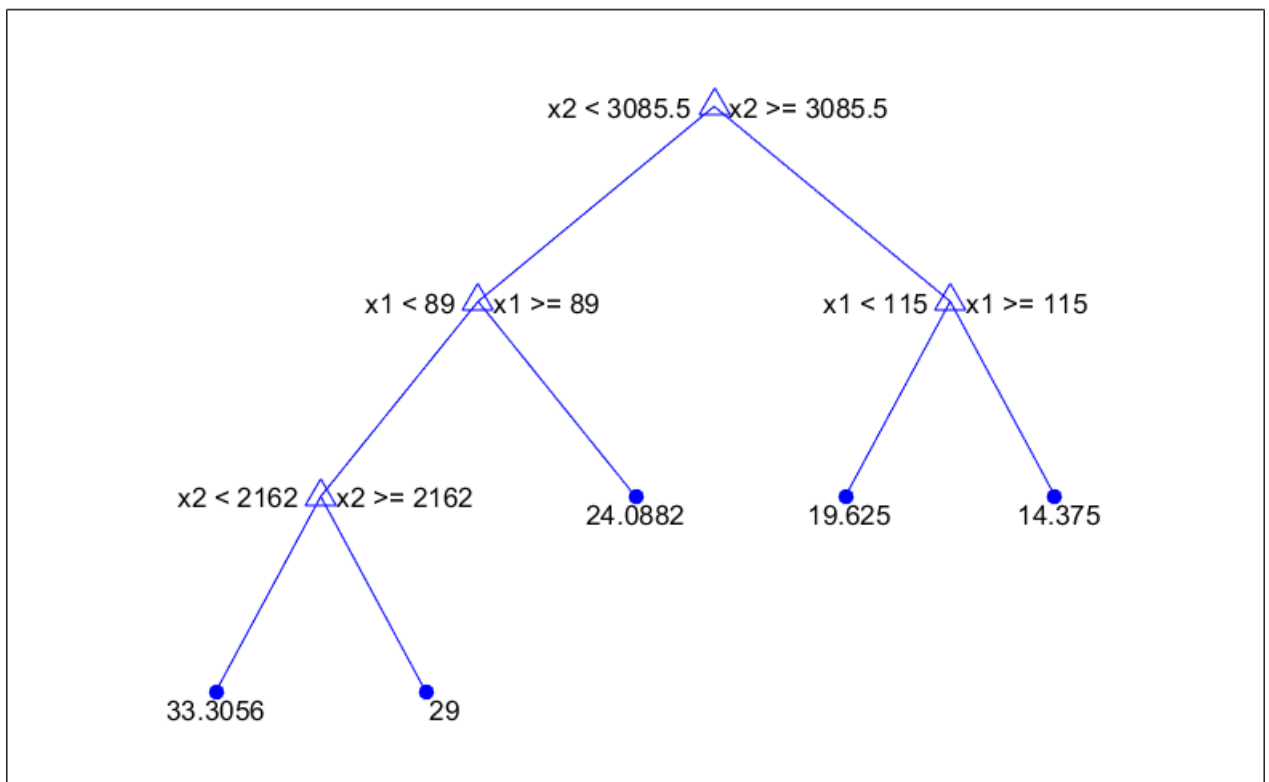 x2 < 3085.5 x2 >= 3085.5
x1 < 89 x1 >= 89 x1 < 115 x1 >= 115
x2 < 2162 x2 >= 2162 24.0882 19.625 14.375
33.3056 29